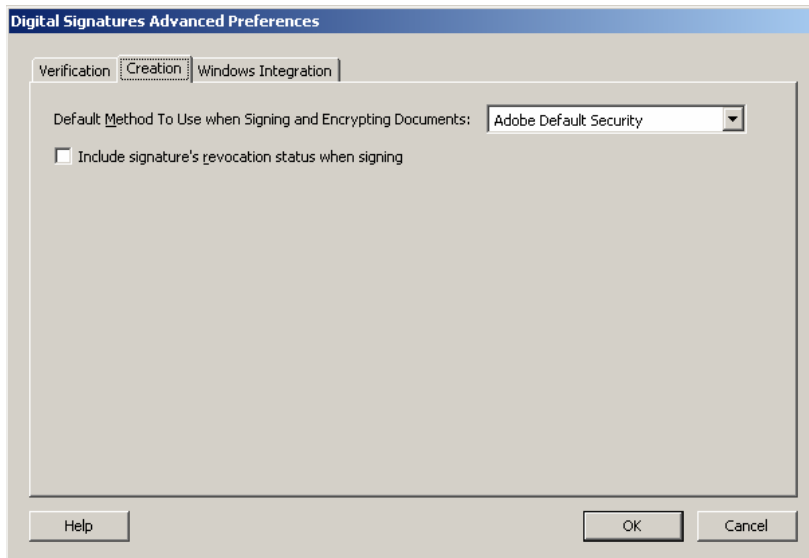 Digital Signatures Advanced Preferences
Verification Creation Windows Integration
Default Method To Use when Signing and Encrypting Documents: Adobe Default Security
Include signature's revocation status when signing
Help OK Cancel